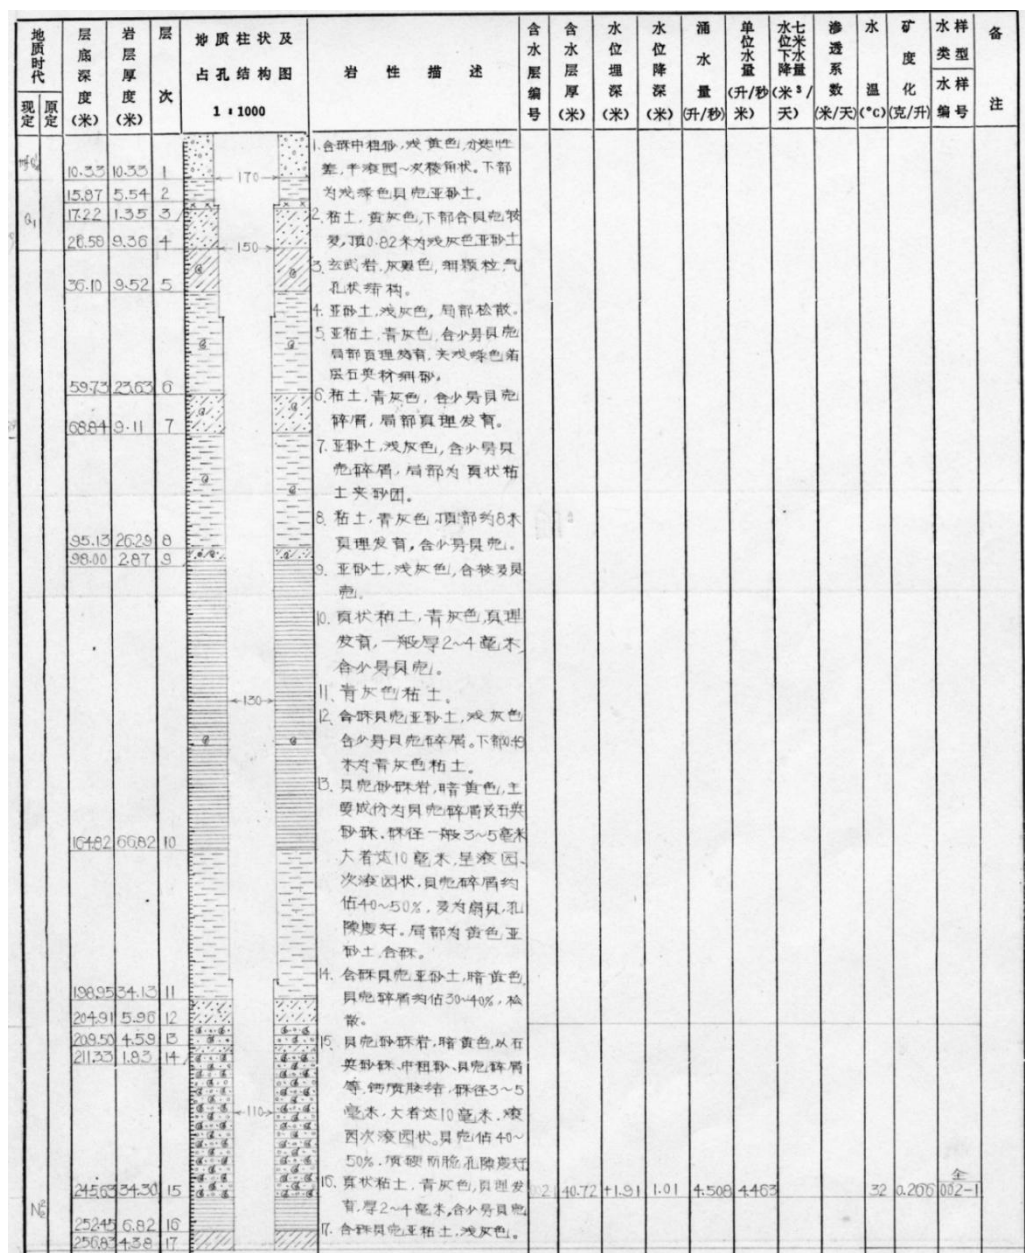 地质时代 层底深度(米) 岩层厚度(米) 层次 地质柱状及占孔结构图 1:1000 岩性描述 含水层编号 含水层厚(米) 水位埋深(米) 水位降深(米) 涌水量(升/秒) 单位水量(升/秒米) 七米水位下降水量(米³/天) 渗透系数(米/天) 水温(°C) 矿化度(克/升) 水样类型 水样编号 备注
现定 原定
1. 含砾中粗砂,浅黄色,分选性
差,半滚园~次棱角状。下部
为浅绿色贝壳亚砂土。
10.33 10.33 1
170
15.87 5.54 2
Q1 17.22 1.35 3
2. 粘土,黄灰色,下部含贝壳较
多,顶0.82米为浅灰色亚砂土
26.58 9.36 4
150
3. 玄武岩,灰黑色,细颗粒,气
孔状结构。
36.10 9.52 5
4. 亚砂土,浅灰色,局部松散。
5. 亚粘土,青灰色,含少易贝壳
局部页理发育,夹浅绿色薄
层石英粉细砂。
59.73 23.63 6
6. 粘土,青灰色,含少易贝壳
碎屑,局部页理发育。
68.84 9.11 7
7. 亚砂土,浅灰色,含少易贝
壳碎屑,局部为页状粘
土夹砂团。
8. 粘土,青灰色,顶部约8米
页理发育,含少易贝壳。
95.13 26.29 8
98.00 2.87 9
9. 亚砂土,浅灰色,含较多贝
壳。
10. 页状粘土,青灰色,页理
发育,一般厚2~4毫米,
含少易贝壳。
11. 青灰色粘土。
130
12. 含砾贝壳亚砂土,浅灰色
含少易贝壳碎屑。下部0.49
米为青灰色粘土。
13. 贝壳砂砾岩,暗黄色,主
要成份为贝壳碎屑及石英
砂砾,砾径一般3~5毫米
164.82 66.82 10
大者达10毫米,呈滚园、
次滚园状,贝壳碎屑约
佔40~50%,多为扇贝,孔
隙度好。局部为黄色亚
砂土,含砾。
14. 含砾贝壳亚砂土,暗黄色,
贝壳碎屑约佔30~40%,松
散。
198.95 34.13 11
204.91 5.96 12
209.50 4.59 13
211.33 1.83 14
15. 贝壳砂砾岩,暗黄色,以石
英砂砾、中粗砂、贝壳碎屑
等,钙质胶结,砾径3~5
毫米,大者达10毫米,滚
园次滚园状。贝壳佔40~
50%,质硬而脆,孔隙度好
110
245.63 34.30 15
40.72 +1.91 1.01 4.508 4.463 32 0.266 全 002-1
16. 页状粘土,青灰色,页理发
育,厚2~4毫米,含少易贝壳
252.45 6.82 16
17. 含砾贝壳亚粘土,浅灰色。
256.83 4.38 17